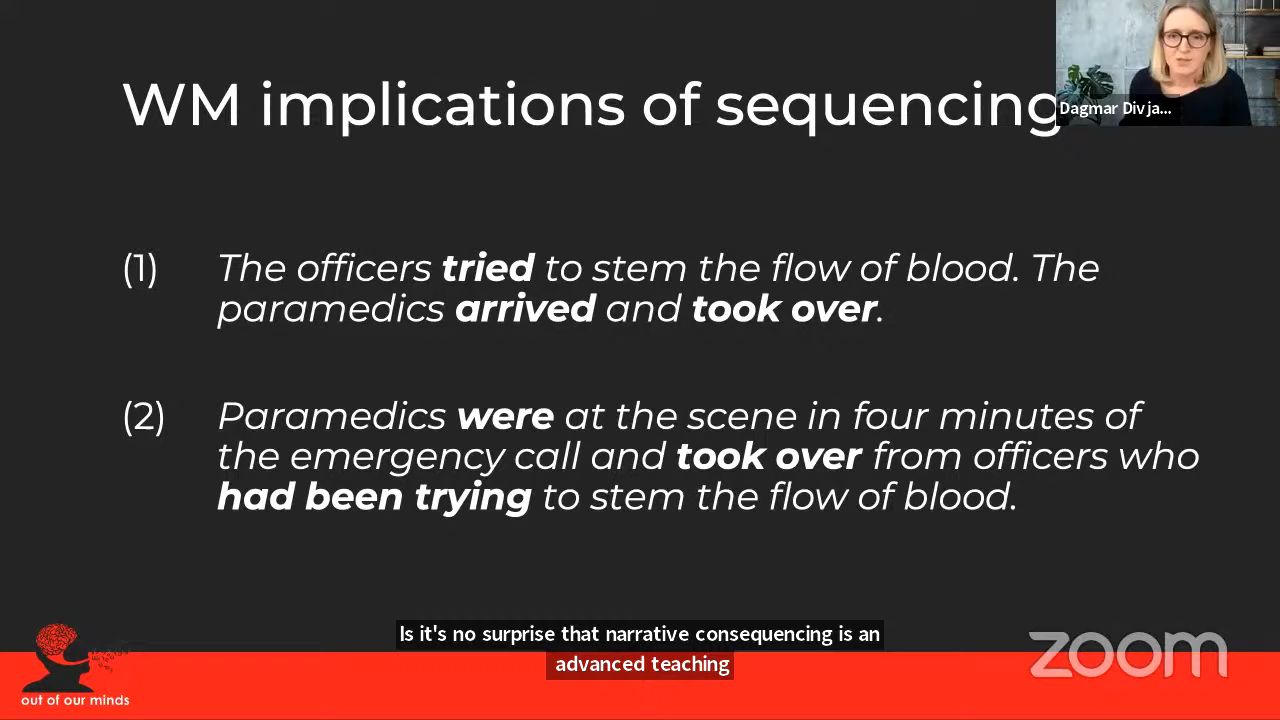 WM implications of sequencing
Dagmar Divja...
(1) The officers tried to stem the flow of blood. The
paramedics arrived and took over.
(2) Paramedics were at the scene in four minutes of
the emergency call and took over from officers who
had been trying to stem the flow of blood.
Is it's no surprise that narrative consequencing is an
advanced teaching
out of our minds
zoom